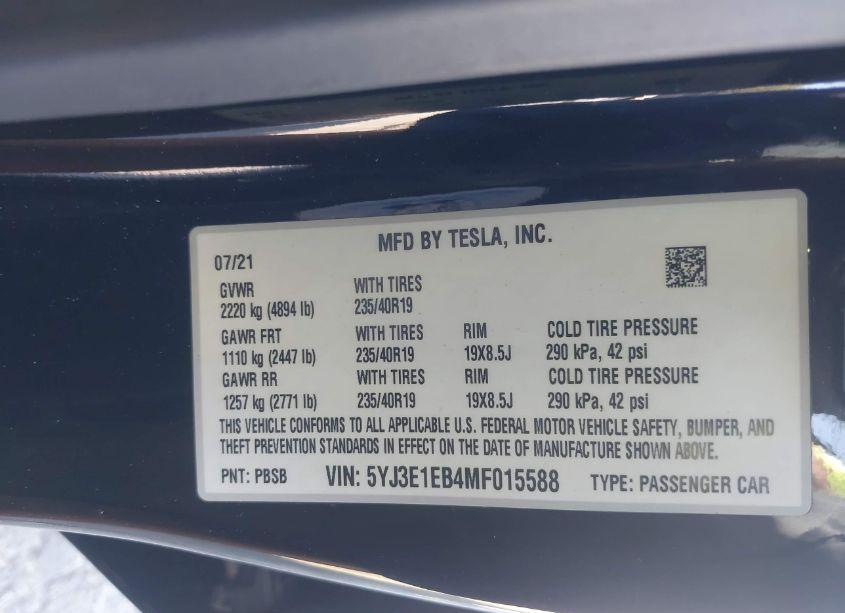 MFD BY TESLA, INC.
07/21
GVWR WITH TIRES
2220 kg (4894 lb) 235/40R19
GAWR FRT WITH TIRES RIM COLD TIRE PRESSURE
1110 kg (2447 lb) 235/40R19 19X8.5J 290 kPa, 42 psi
GAWR RR WITH TIRES RIM COLD TIRE PRESSURE
1257 kg (2771 lb) 235/40R19 19X8.5J 290 kPa, 42 psi
THIS VEHICLE CONFORMS TO ALL APPLICABLE U.S. FEDERAL MOTOR VEHICLE SAFETY, BUMPER, AND
THEFT PREVENTION STANDARDS IN EFFECT ON THE DATE OF MANUFACTURE SHOWN ABOVE.
PNT: PBSB VIN: 5YJ3E1EB4MF015588 TYPE: PASSENGER CAR